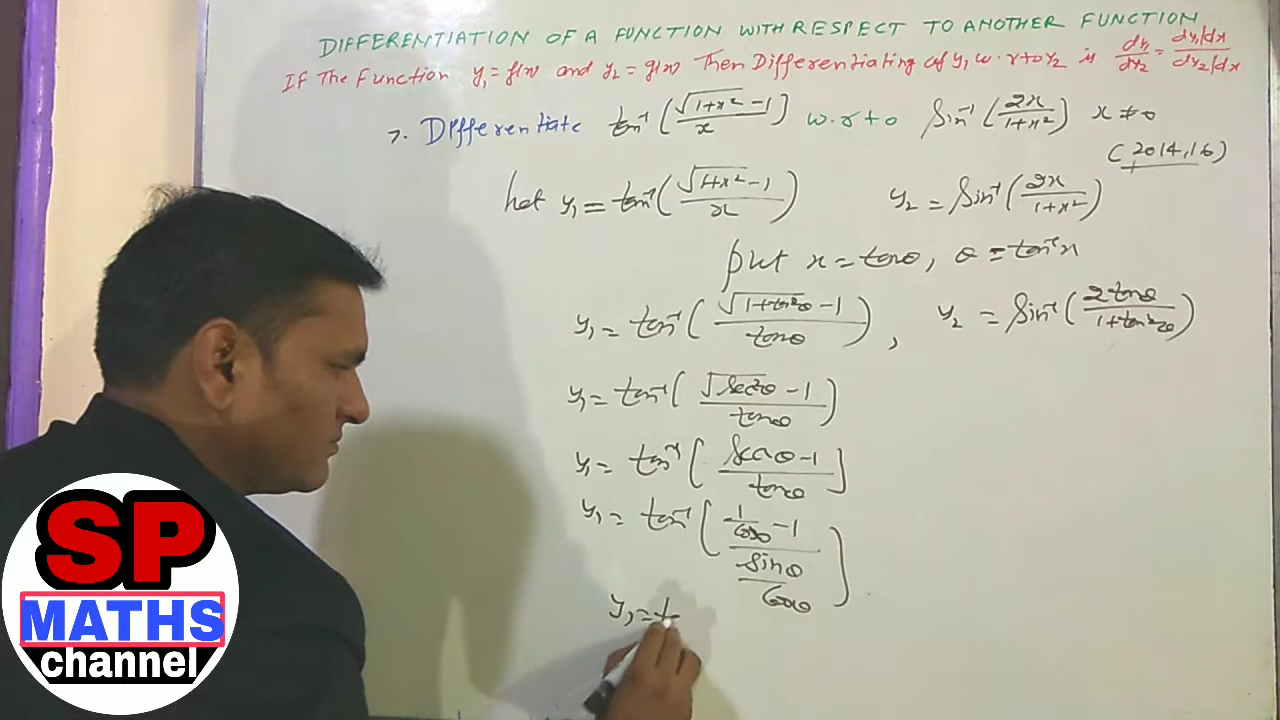 DIFFERENTIATION OF A FUNCTION WITH RESPECT TO ANOTHER FUNCTION
IF The Function y₁ = f(x) and y₂ = g(x) Then Differentiating of y₁ w.r to y₂ is dy₁/dy₂ = (dy₁/dx)/(dy₂/dx)
7. Differentiate tan⁻¹((√(1+x²) -1)/x) w.r to sin⁻¹(2x/(1+x²)) x ≠ 0
(2014,16)
Let y₁ = tan⁻¹((√(1+x²) -1)/x) y₂ = sin⁻¹(2x/(1+x²))
put x = tanθ, θ = tan⁻¹x
y₁ = tan⁻¹((√(1+tan²θ) -1)/tanθ), y₂ = sin⁻¹(2tanθ/(1+tan²θ))
y₁ = tan⁻¹((√(sec²θ) -1)/tanθ)
y₁ = tan⁻¹[(secθ -1)/tanθ]
y₁ = tan⁻¹[(1/cosθ -1)/(sinθ/cosθ)]
y₁ = t
SP
MATHS
channel